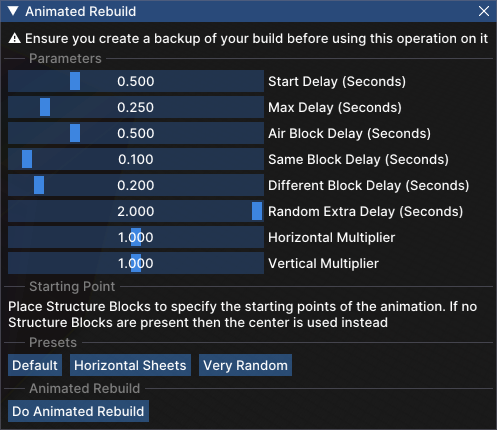 Animated Rebuild
⚠ Ensure you create a backup of your build before using this operation on it
Parameters
0.500 Start Delay (Seconds)
0.250 Max Delay (Seconds)
0.500 Air Block Delay (Seconds)
0.100 Same Block Delay (Seconds)
0.200 Different Block Delay (Seconds)
2.000 Random Extra Delay (Seconds)
1.000 Horizontal Multiplier
1.000 Vertical Multiplier
Starting Point
Place Structure Blocks to specify the starting points of the animation. If no
Structure Blocks are present then the center is used instead
Presets
Default Horizontal Sheets Very Random
Animated Rebuild
Do Animated Rebuild